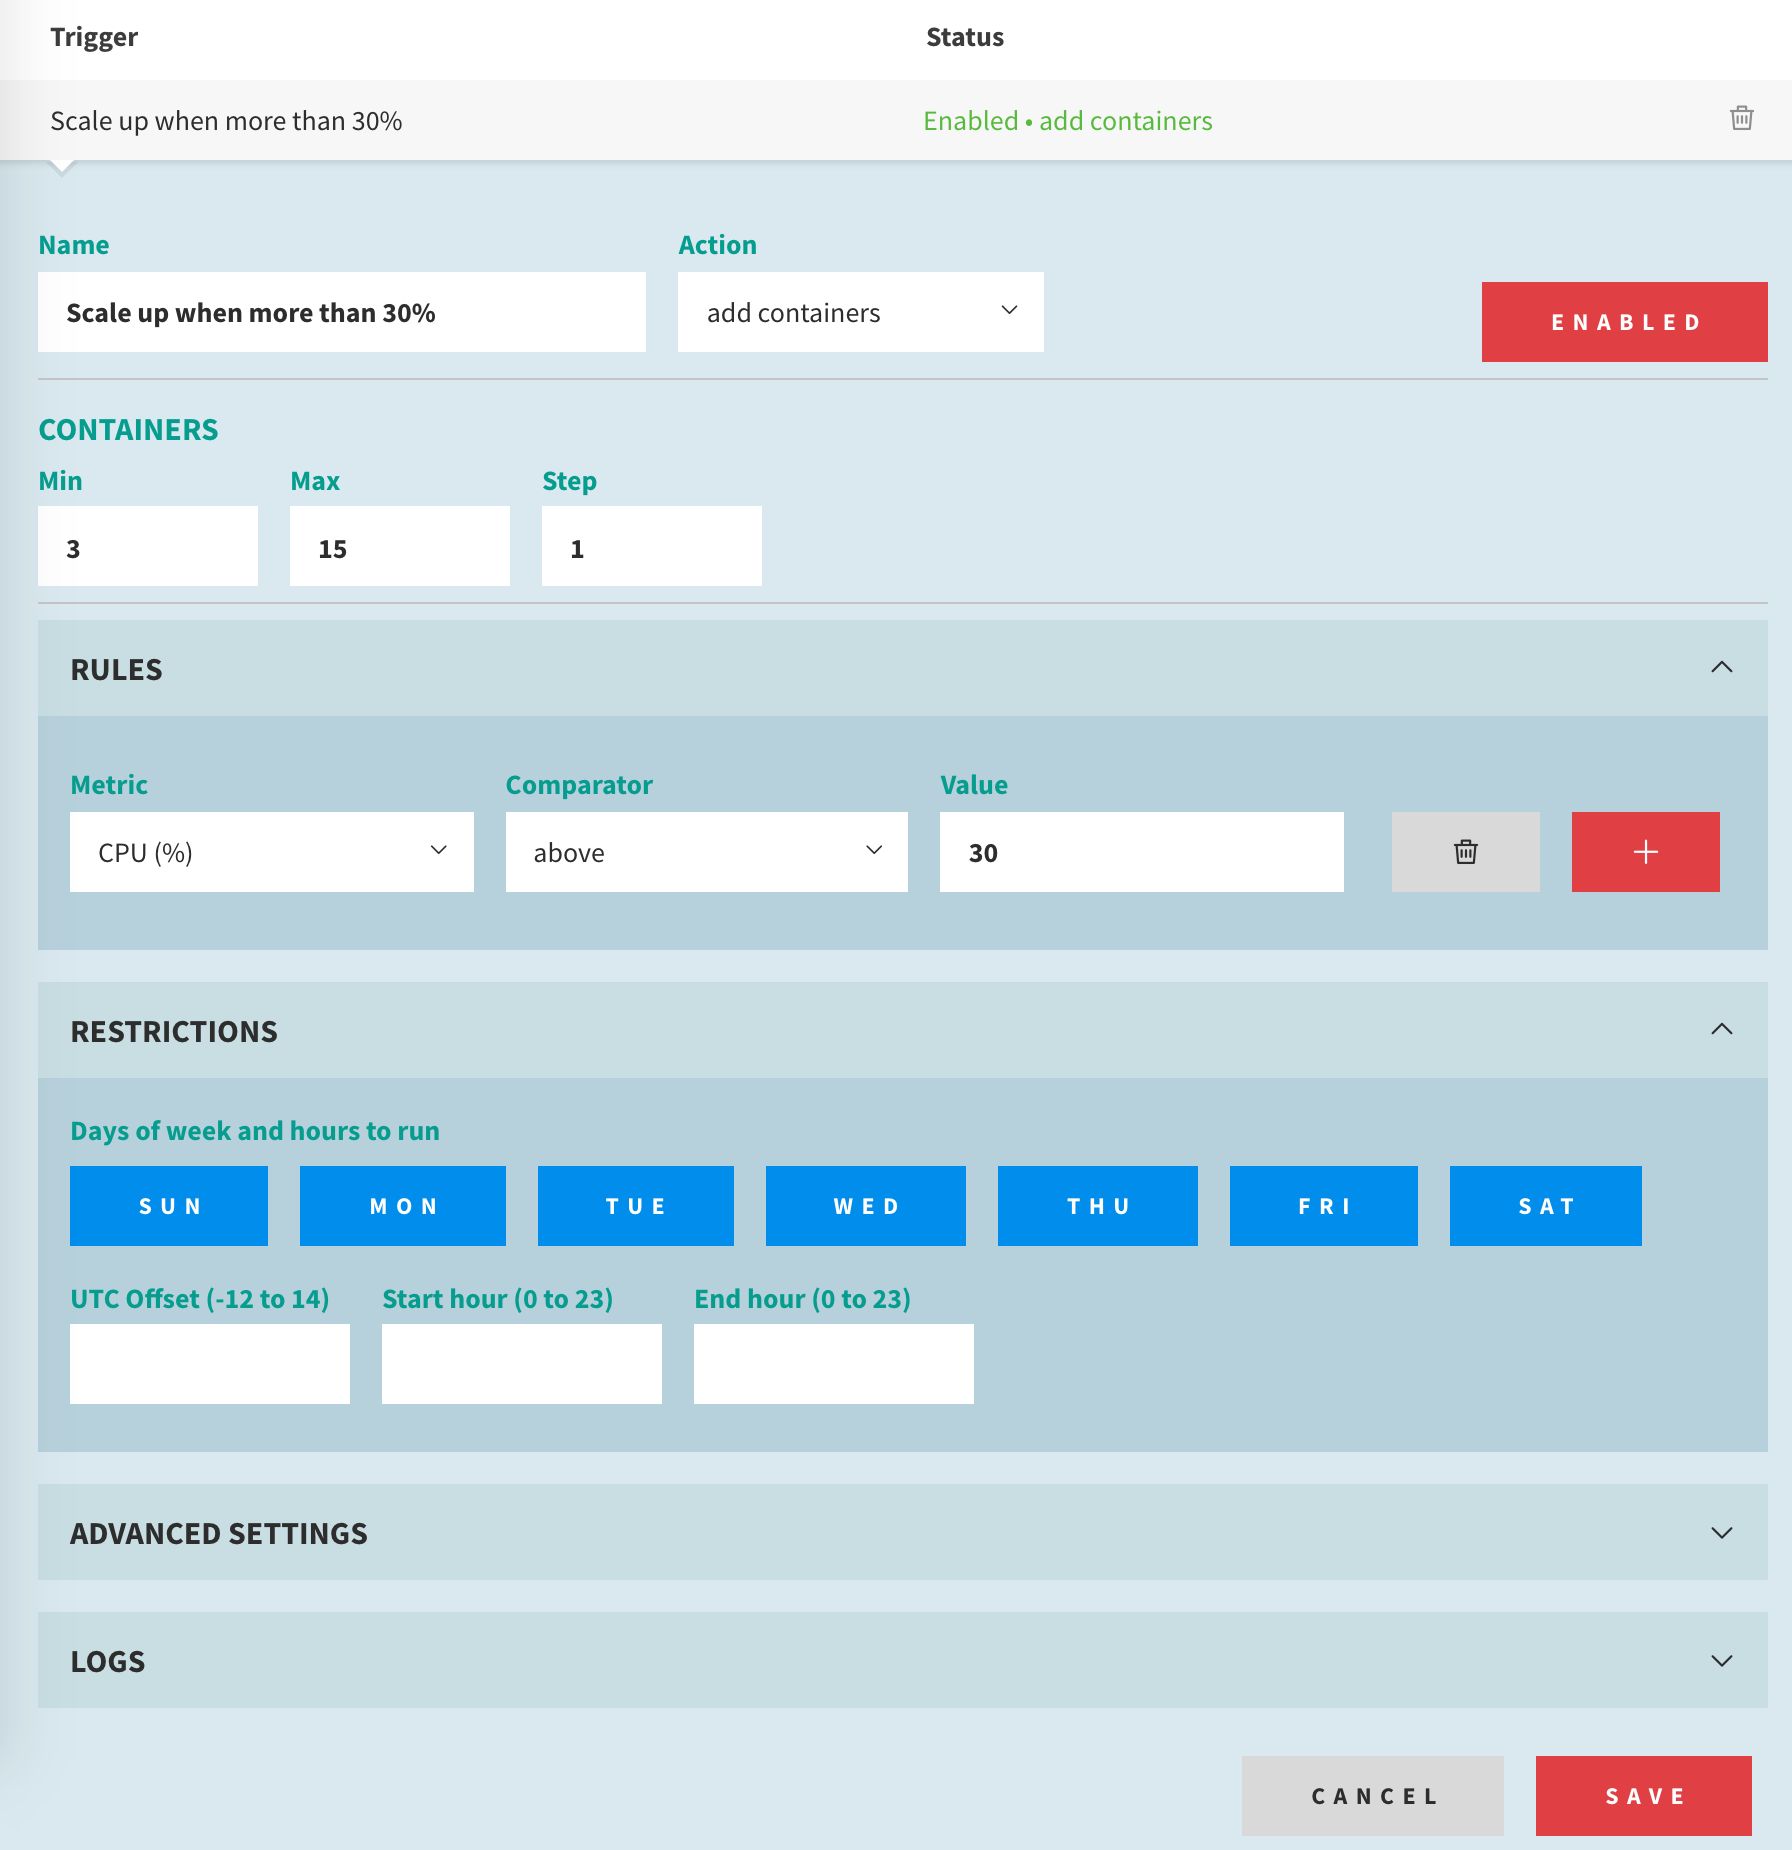 Trigger Status
Scale up when more than 30% Enabled • add containers
Name Action
Scale up when more than 30% add containers ENABLED
CONTAINERS
Min Max Step
3 15 1
RULES
Metric Comparator Value
CPU (%) above 30
RESTRICTIONS
Days of week and hours to run
SUN MON TUE WED THU FRI SAT
UTC Offset (-12 to 14) Start hour (0 to 23) End hour (0 to 23)
ADVANCED SETTINGS
LOGS
CANCEL SAVE